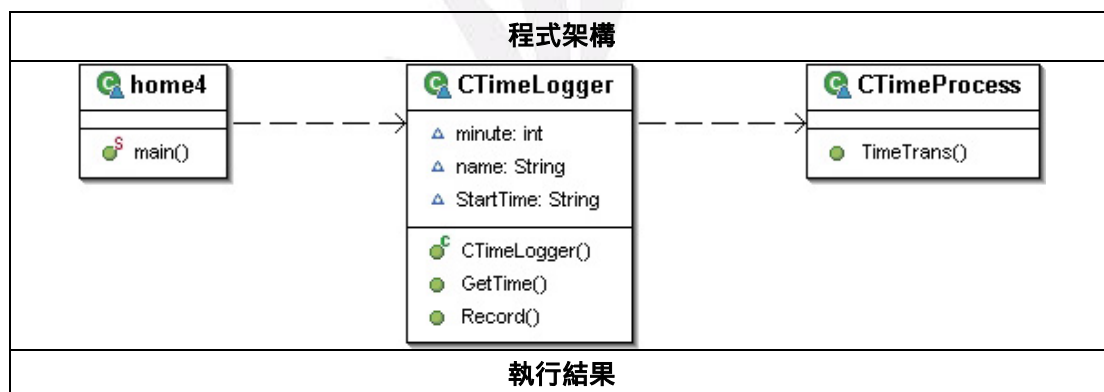 程式架構
home4
main()
CTimeLogger
minute: int
name: String
StartTime: String
CTimeLogger()
GetTime()
Record()
CTimeProcess
TimeTrans()
執行結果